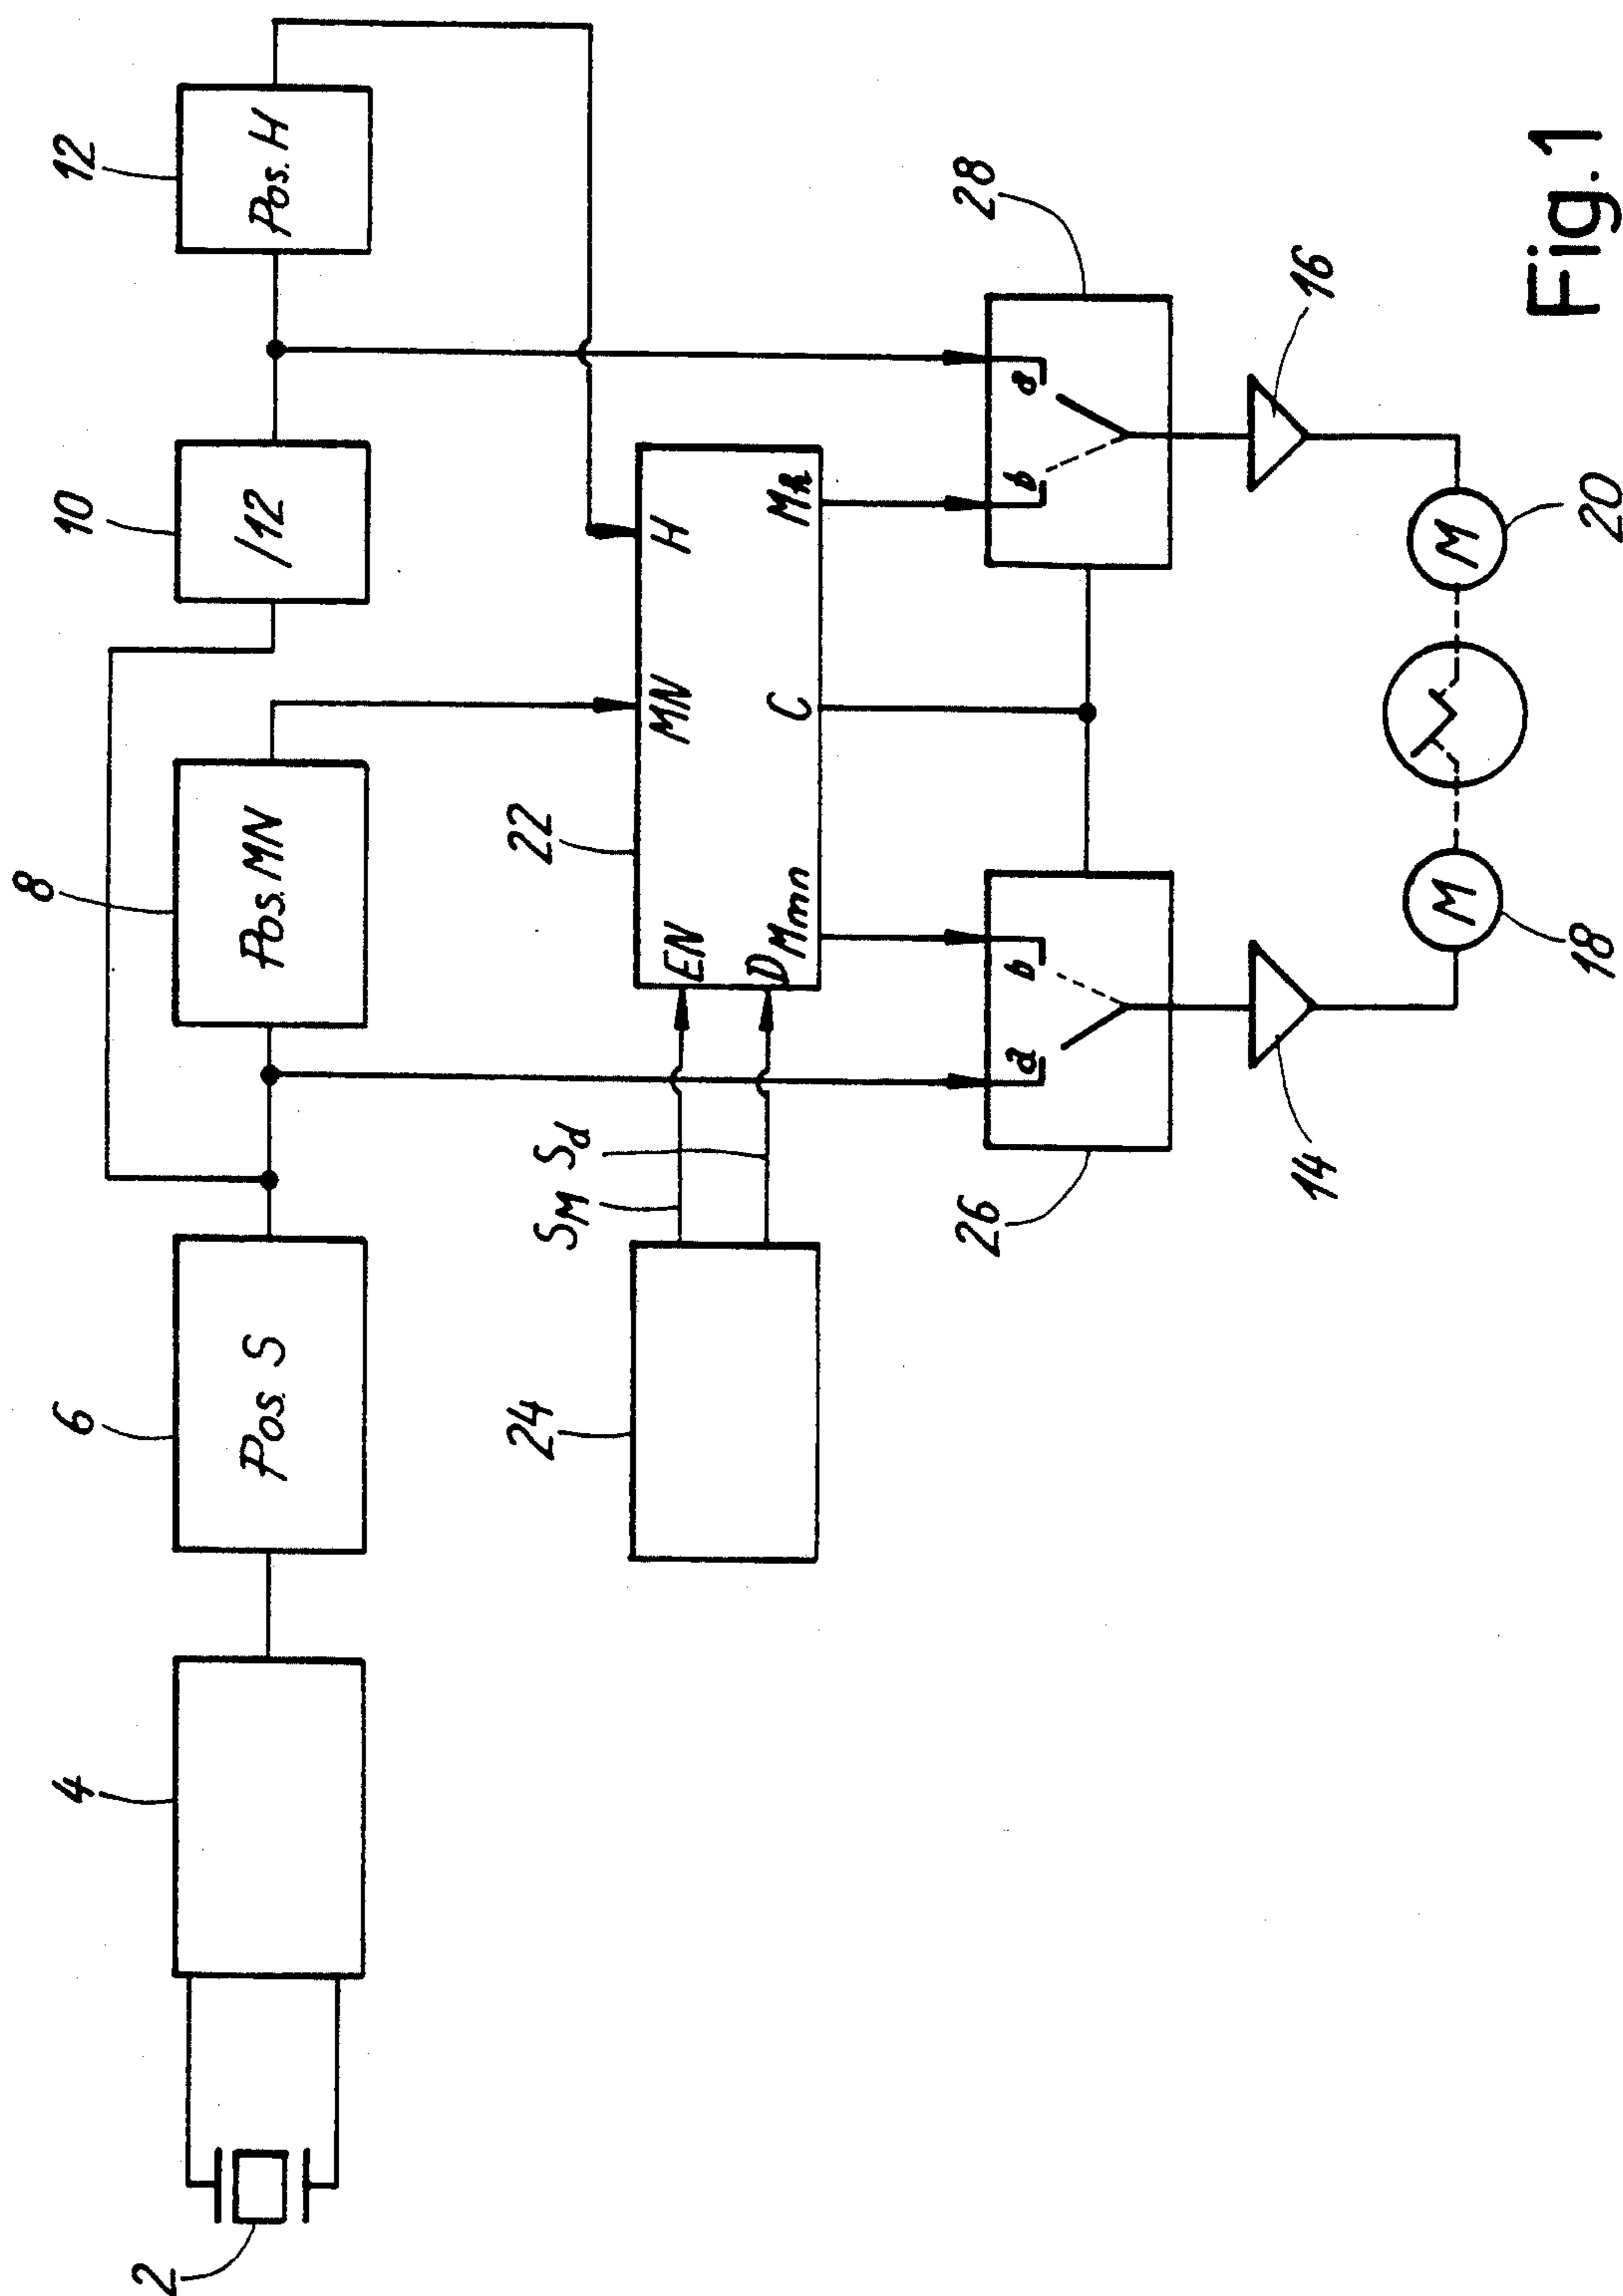 8
2
4
6
10
12
Pos. S
Pos. MN
/12
Pos. H
24
SM
Sd
22
EN
MN
H
D
Mmn
C
Mh
26
a
b
28
b
a
14
16
18
M
M
20
Fig. 1